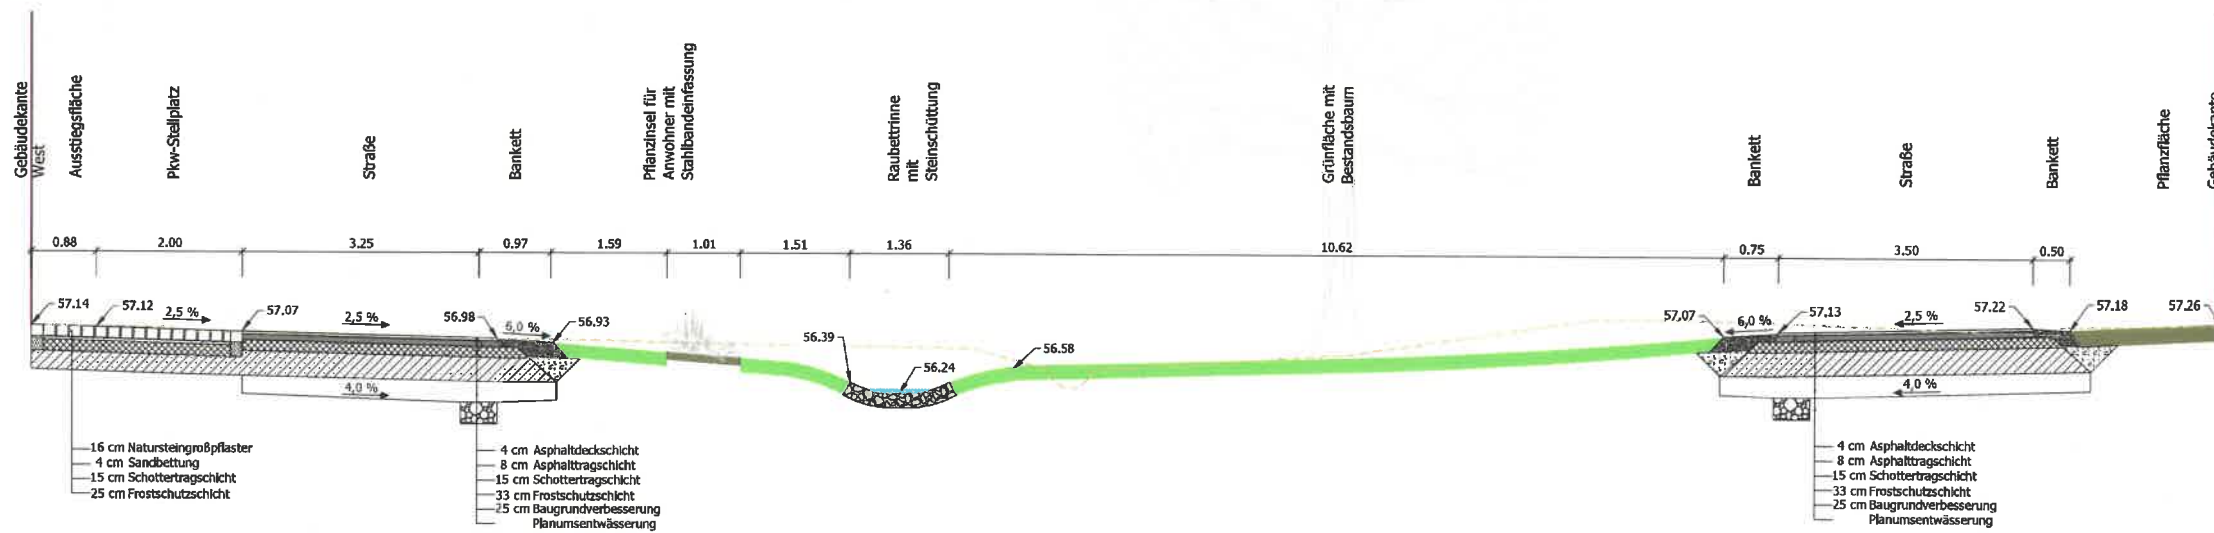 Gebäudekante
West
Ausstiegsfläche
Pkw-Stellplatz
Straße
Bankett
Pflanzinsel für
Anwohner mit
Stahlbandeinfassung
Raubettrinne
mit
Steinschüttung
Grünfläche mit
Bestandsbaum
Bankett
Straße
Bankett
Pflanzfläche
Gebäudekante
0.88
2.00
3.25
0.97
1.59
1.01
1.51
1.36
10.62
0.75
3.50
0.50
57.14
57.12
2,5 %
57.07
2,5 %
56.98
6,0 %
56.93
56.39
56.24
56.58
57,07
6,0 %
57.13
2,5 %
57.22
57.18
57.26
4,0 %
4,0 %
16 cm Natursteingroßpflaster
4 cm Sandbettung
15 cm Schottertragschicht
25 cm Frostschutzschicht
4 cm Asphaltdeckschicht
8 cm Asphalttragschicht
15 cm Schottertragschicht
33 cm Frostschutzschicht
25 cm Baugrundverbesserung
Planumsentwässerung
4 cm Asphaltdeckschicht
8 cm Asphalttragschicht
15 cm Schottertragschicht
33 cm Frostschutzschicht
25 cm Baugrundverbesserung
Planumsentwässerung